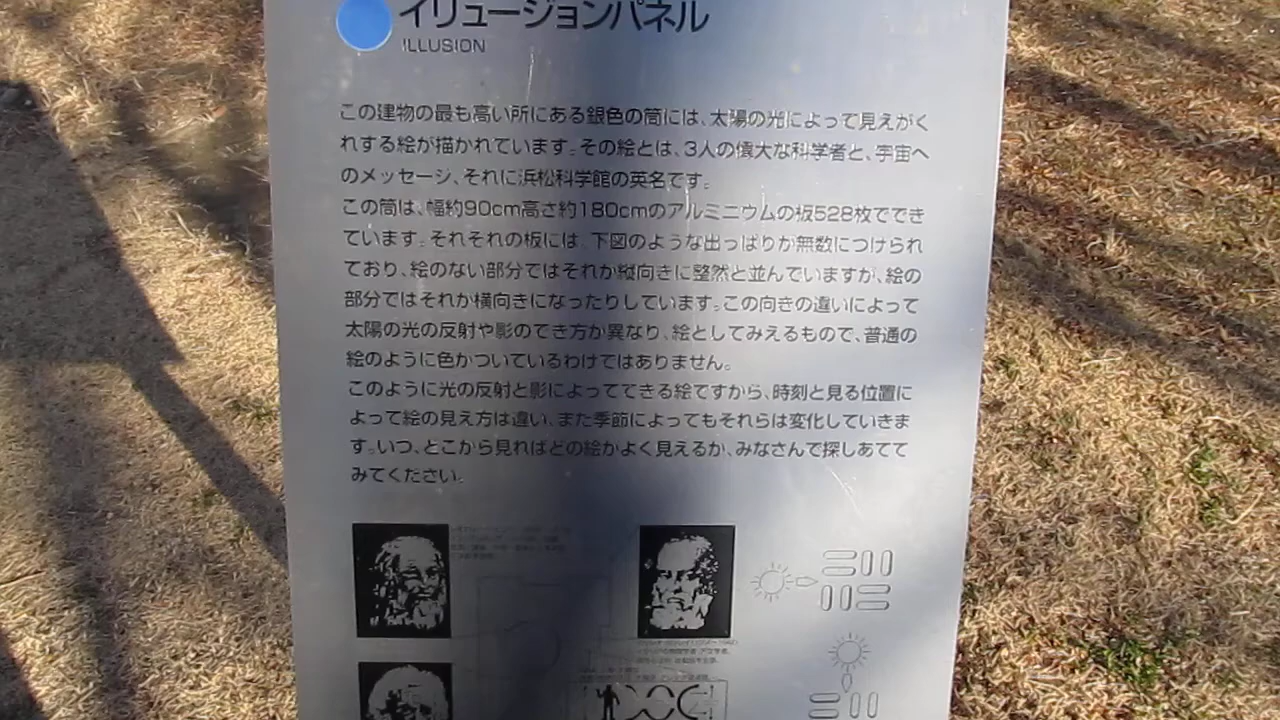 イリュージョンパネル
ILLUSION
この建物の最も高い所にある銀色の筒には、太陽の光によって見えがく
れする絵が描かれています。その絵とは、3人の偉大な科学者と、宇宙へ
のメッセージ、それに浜松科学館の英名です。
この筒は、幅約90cm高さ約180cmのアルミニウムの板528枚ででき
ています。それぞれの板には、下図のような出っぱりが無数につけられ
ており、絵のない部分ではそれが縦向きに整然と並んでいますが、絵の
部分ではそれが横向きになったりしています。この向きの違いによって
太陽の光の反射や影のでき方が異なり、絵としてみえるもので、普通の
絵のように色がついているわけではありません。
このように光の反射と影によってできる絵ですから、時刻と見る位置に
よって絵の見え方は違い、また季節によってもそれらは変化していきま
す。いつ、どこから見ればどの絵がよく見えるか、みなさんで探しあてて
みてください。